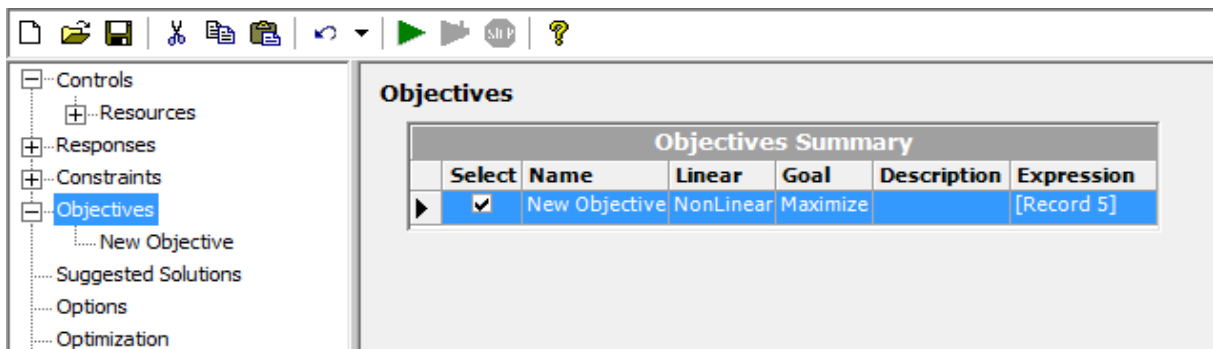 STEP
Controls
Resources
Responses
Constraints
Objectives
New Objective
Suggested Solutions
Options
Optimization
Objectives
Objectives Summary
Select Name Linear Goal Description Expression
New Objective NonLinear Maximize [Record 5]